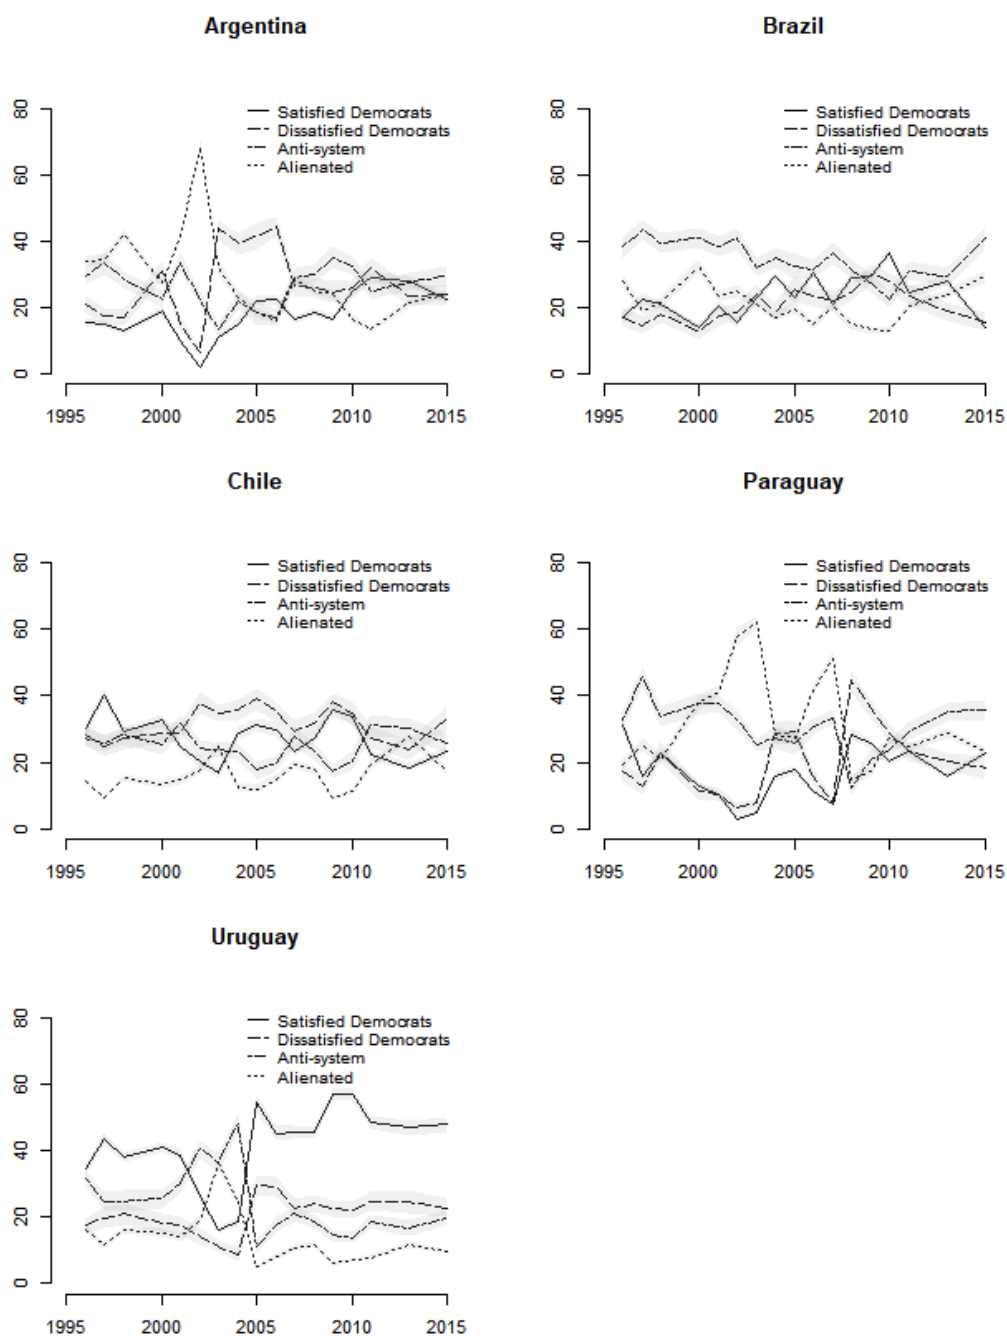 Argentina
80
60
40
20
0
Satisfied Democrats
Dissatisfied Democrats
Anti-system
Alienated
1995 2000 2005 2010 2015
Brazil
80
60
40
20
0
Satisfied Democrats
Dissatisfied Democrats
Anti-system
Alienated
1995 2000 2005 2010 2015
Chile
80
60
40
20
0
Satisfied Democrats
Dissatisfied Democrats
Anti-system
Alienated
1995 2000 2005 2010 2015
Paraguay
80
60
40
20
0
Satisfied Democrats
Dissatisfied Democrats
Anti-system
Alienated
1995 2000 2005 2010 2015
Uruguay
80
60
40
20
0
Satisfied Democrats
Dissatisfied Democrats
Anti-system
Alienated
1995 2000 2005 2010 2015